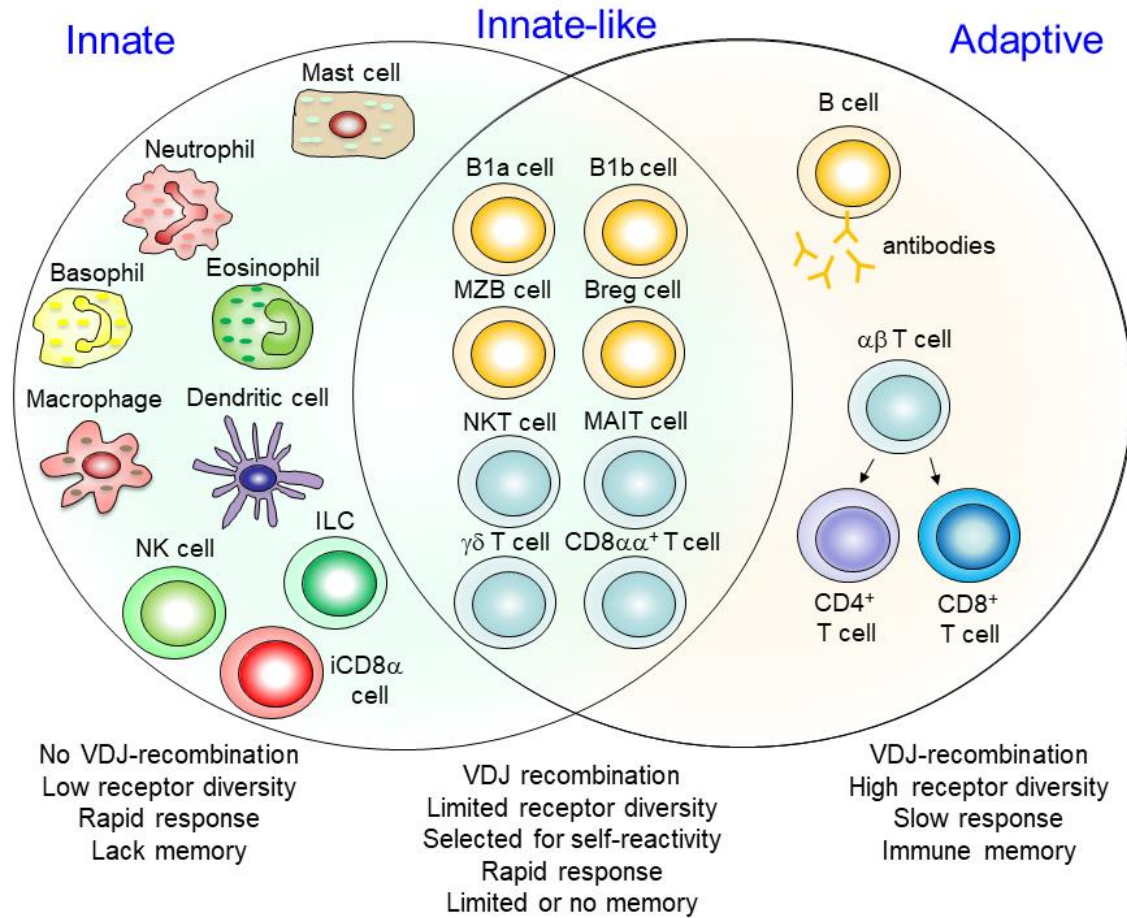 Innate
Innate-like
Adaptive
Mast cell
Neutrophil
Basophil
Eosinophil
Macrophage
Dendritic cell
NK cell
ILC
iCD8α
cell
B1a cell
B1b cell
MZB cell
Breg cell
NKT cell
MAIT cell
γδ T cell
CD8αα⁺ T cell
B cell
antibodies
αβ T cell
CD4⁺
T cell
CD8⁺
T cell
No VDJ-recombination
Low receptor diversity
Rapid response
Lack memory
VDJ recombination
Limited receptor diversity
Selected for self-reactivity
Rapid response
Limited or no memory
VDJ-recombination
High receptor diversity
Slow response
Immune memory